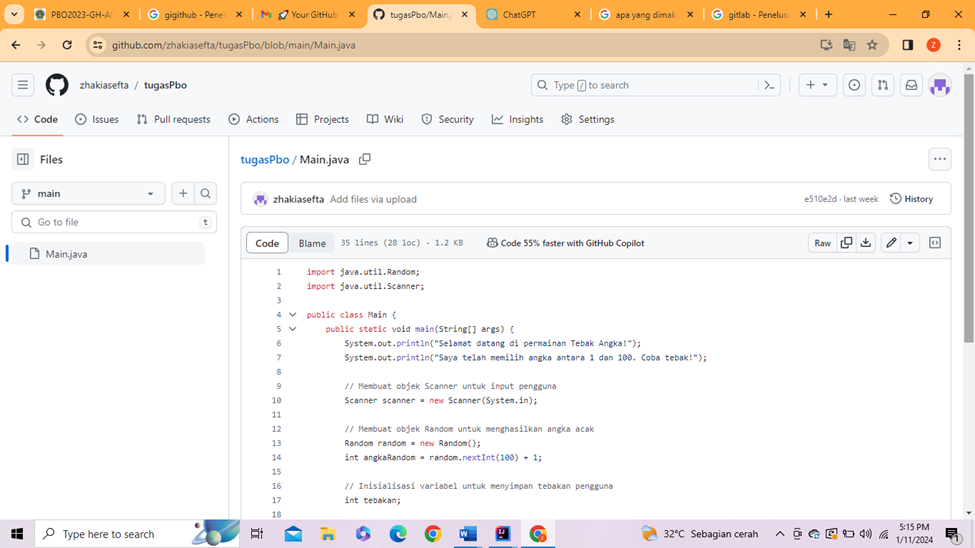 PBO2023-GH-A
gigithub - Penel
Your GitHub
tugasPbo/Main.j
ChatGPT
apa yang dimak
gitlab - Penelus
github.com/zhakiasefta/tugasPbo/blob/main/Main.java
Z
zhakiasefta / tugasPbo
Type / to search
Code
Issues
Pull requests
Actions
Projects
Wiki
Security
Insights
Settings
Files
main
Go to file
t
Main.java
tugasPbo / Main.java
zhakiasefta Add files via upload
e510e2d · last week
History
Code
Blame
35 lines (28 loc) · 1.2 KB
Code 55% faster with GitHub Copilot
Raw
1 import java.util.Random;
2 import java.util.Scanner;
3
4 public class Main {
5 public static void main(String[] args) {
6 System.out.println("Selamat datang di permainan Tebak Angka!");
7 System.out.println("Saya telah memilih angka antara 1 dan 100. Coba tebak!");
8
9 // Membuat objek Scanner untuk input pengguna
10 Scanner scanner = new Scanner(System.in);
11
12 // Membuat objek Random untuk menghasilkan angka acak
13 Random random = new Random();
14 int angkaRandom = random.nextInt(100) + 1;
15
16 // Inisialisasi variabel untuk menyimpan tebakan pengguna
17 int tebakan;
18
Type here to search
32°C Sebagian cerah
5:15 PM
1/11/2024
1